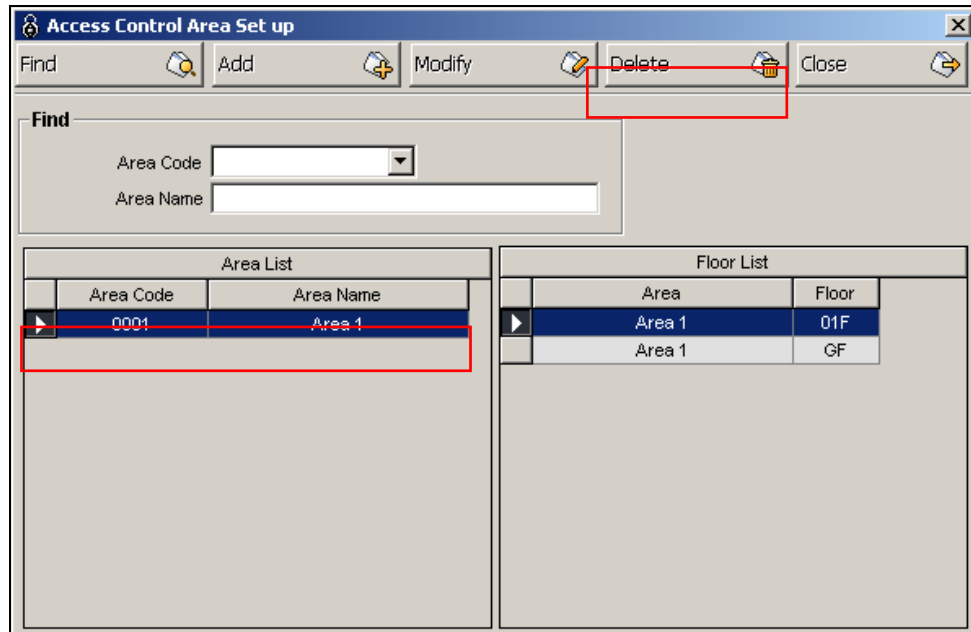 Access Control Area Set up
Find Add Modify Delete Close
Find
Area Code
Area Name
Area List
Area Code Area Name
0001 Area 1
Floor List
Area Floor
Area 1 01F
Area 1 GF